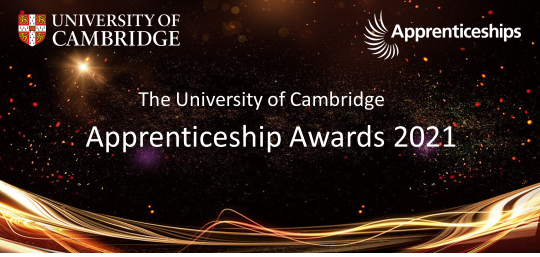 UNIVERSITY OF
CAMBRIDGE
Apprenticeships
The University of Cambridge
Apprenticeship Awards 2021